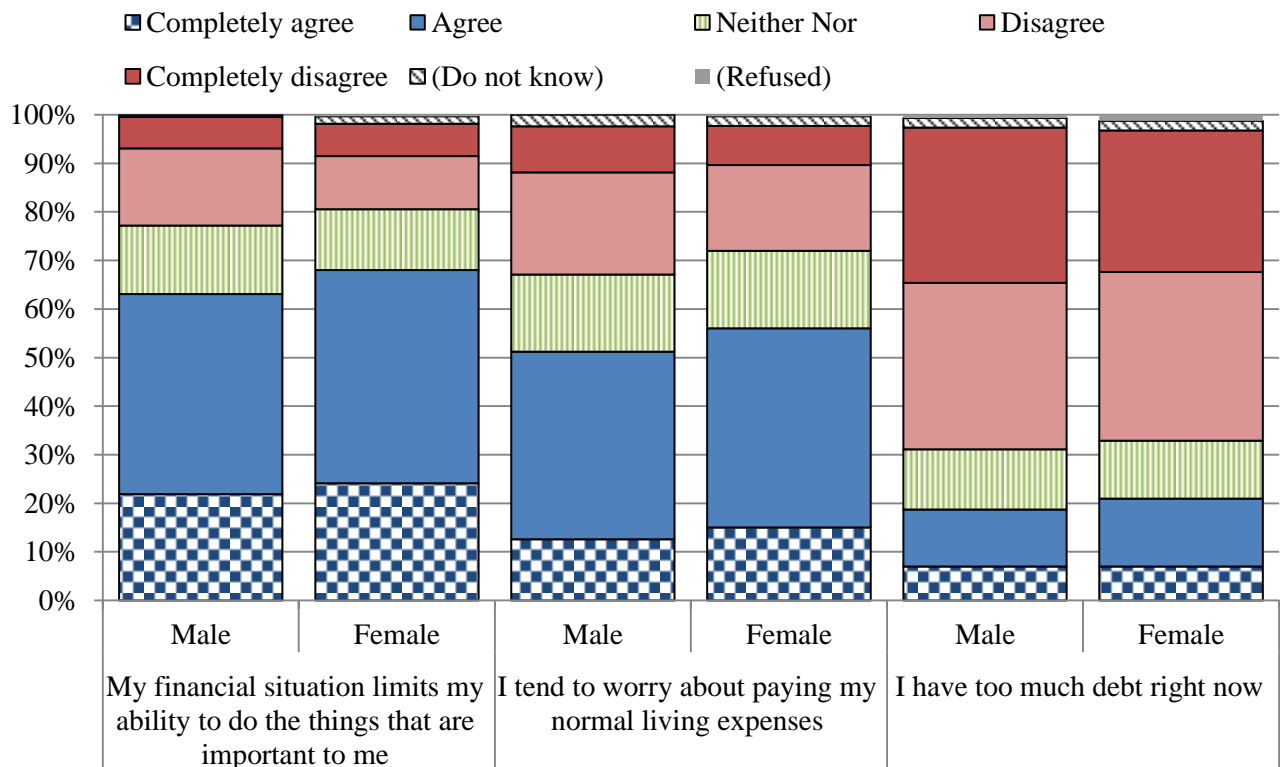 Completely agree Agree Neither Nor Disagree
Completely disagree (Do not know) (Refused)
100%
90%
80%
70%
60%
50%
40%
30%
20%
10%
0%
Male Female Male Female Male Female
My financial situation limits my
ability to do the things that are
important to me
I tend to worry about paying my
normal living expenses
I have too much debt right now